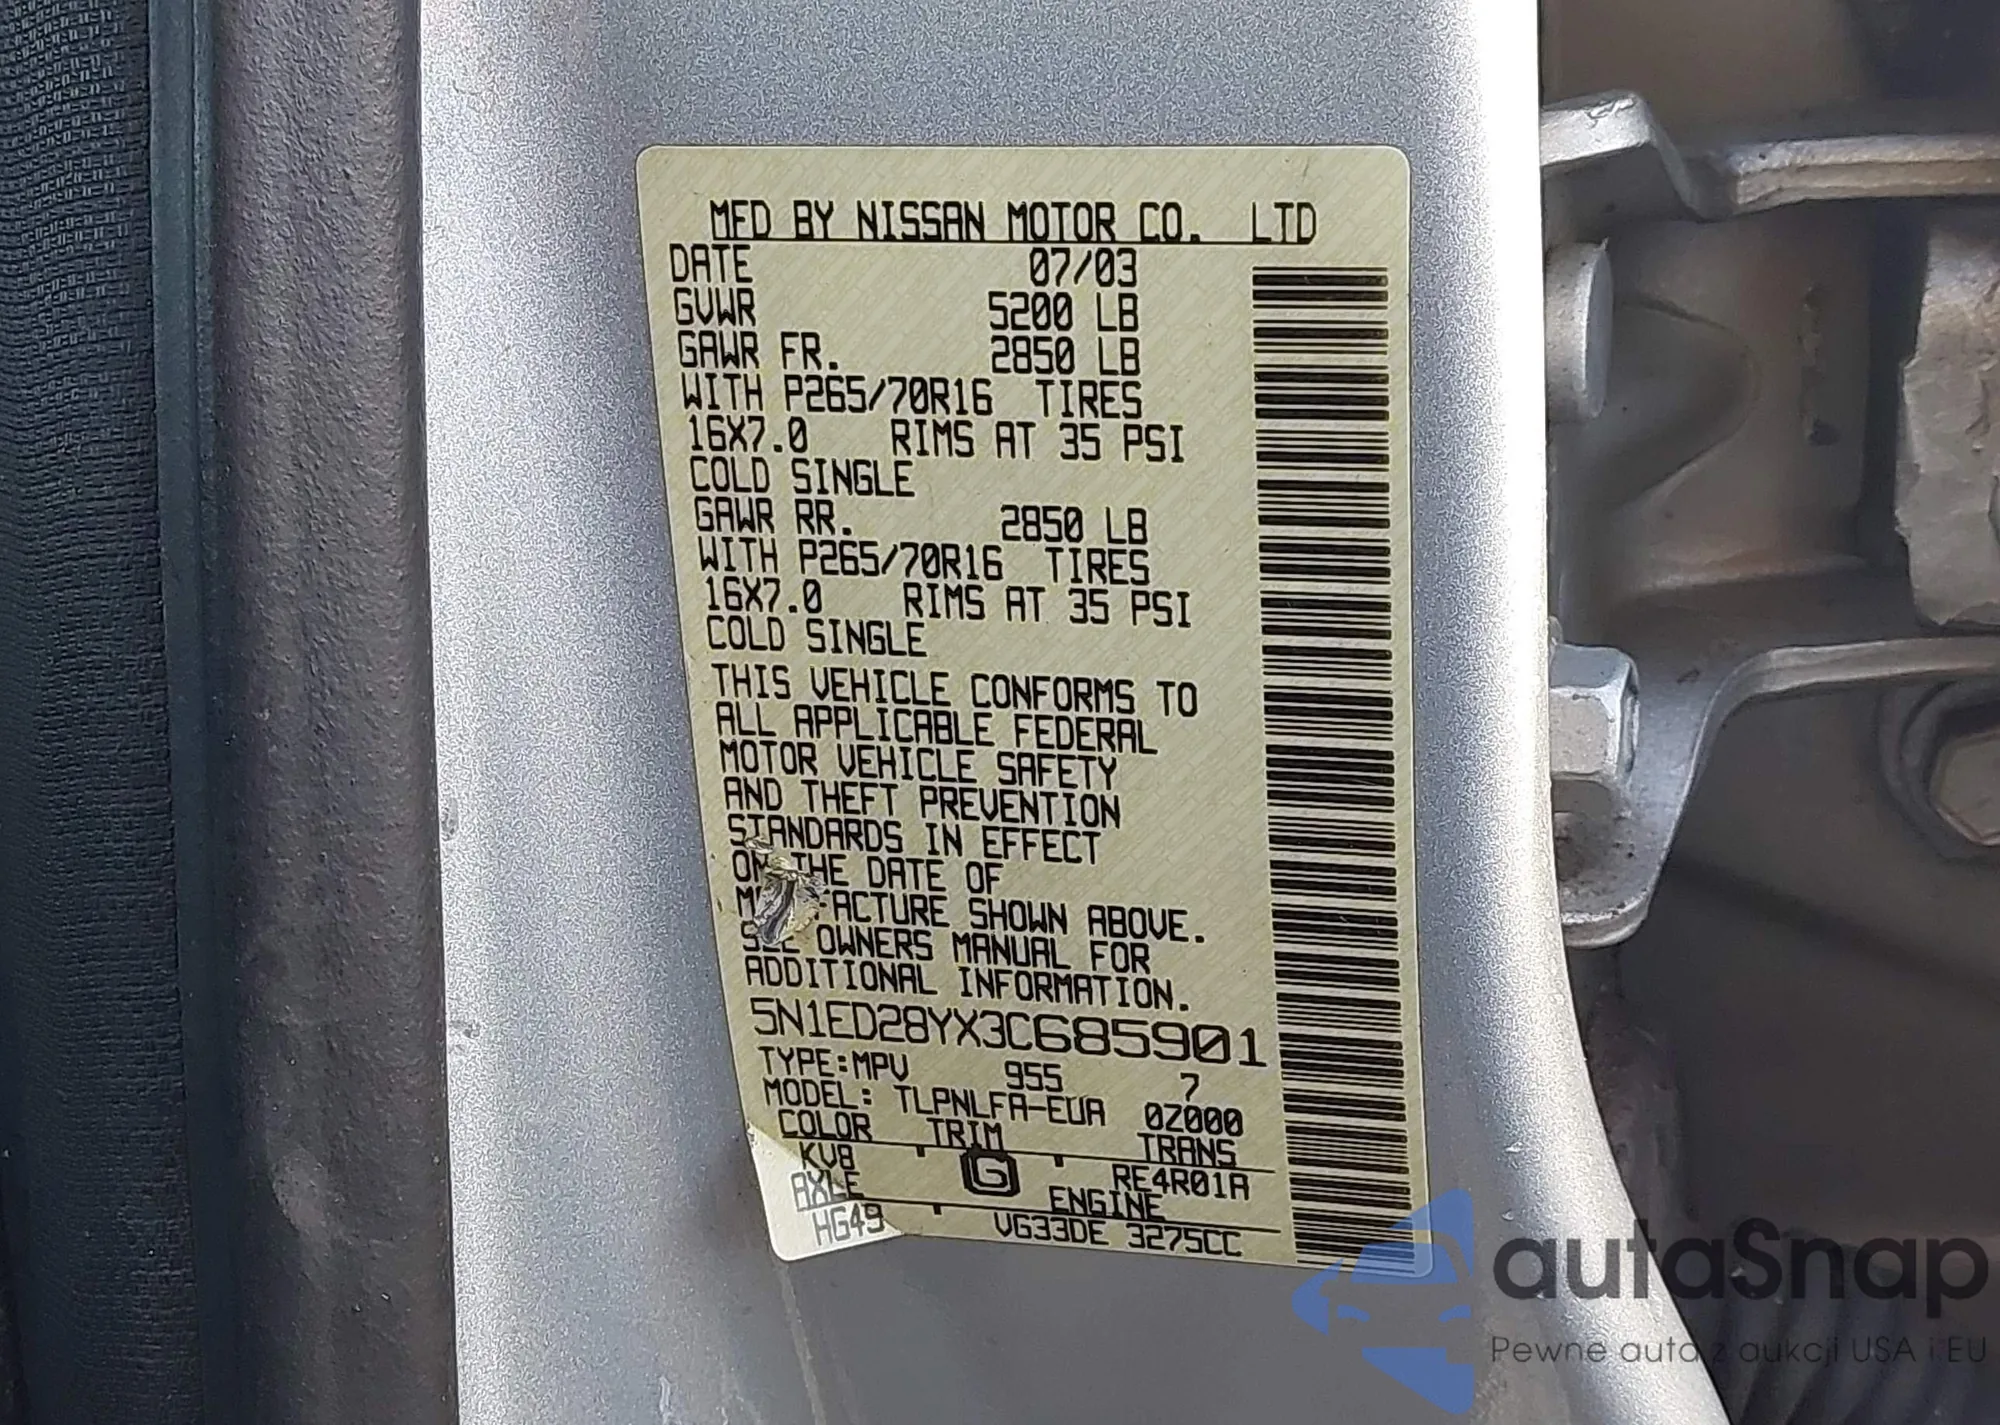 MFD BY NISSAN MOTOR CO. LTD
DATE 07/03
GVWR 5200 LB
GAWR FR. 2850 LB
WITH P265/70R16 TIRES
16X7.0 RIMS AT 35 PSI
COLD SINGLE
GAWR RR. 2850 LB
WITH P265/70R16 TIRES
16X7.0 RIMS AT 35 PSI
COLD SINGLE
THIS VEHICLE CONFORMS TO
ALL APPLICABLE FEDERAL
MOTOR VEHICLE SAFETY
AND THEFT PREVENTION
STANDARDS IN EFFECT
ON THE DATE OF
MANUFACTURE SHOWN ABOVE.
SEE OWNERS MANUAL FOR
ADDITIONAL INFORMATION.
5N1ED28YX3C685901
TYPE:MPV 955 7
MODEL: TLPNLFA-EUA 0Z000
COLOR TRIM TRANS
KV8 G RE4R01A
AXLE ENGINE
HG49 VG33DE 3275CC
autaSnap
Pewne auta z aukcji USA i EU